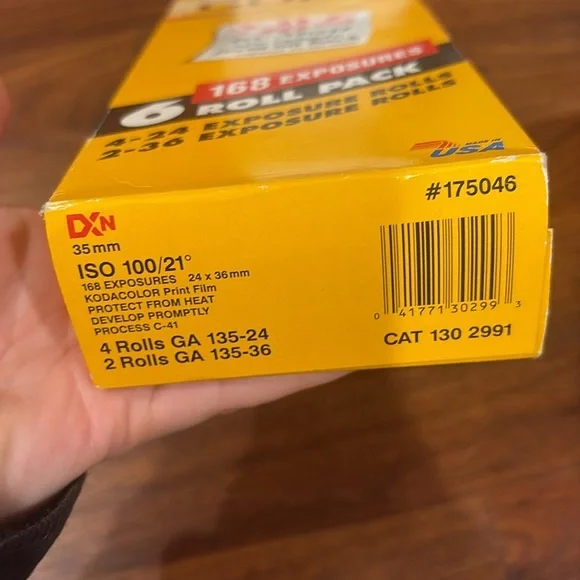 168 EXPOSURES
6 ROLL PACK
4-24 EXPOSURE ROLLS
2-36 EXPOSURE ROLLS
MADE IN
USA
#175046
DXN
35mm
ISO 100/21°
168 EXPOSURES 24 x 36mm
KODACOLOR Print Film
PROTECT FROM HEAT
DEVELOP PROMPTLY
PROCESS C-41
4 Rolls GA 135-24
2 Rolls GA 135-36
0 41771 30299 3
CAT 130 2991